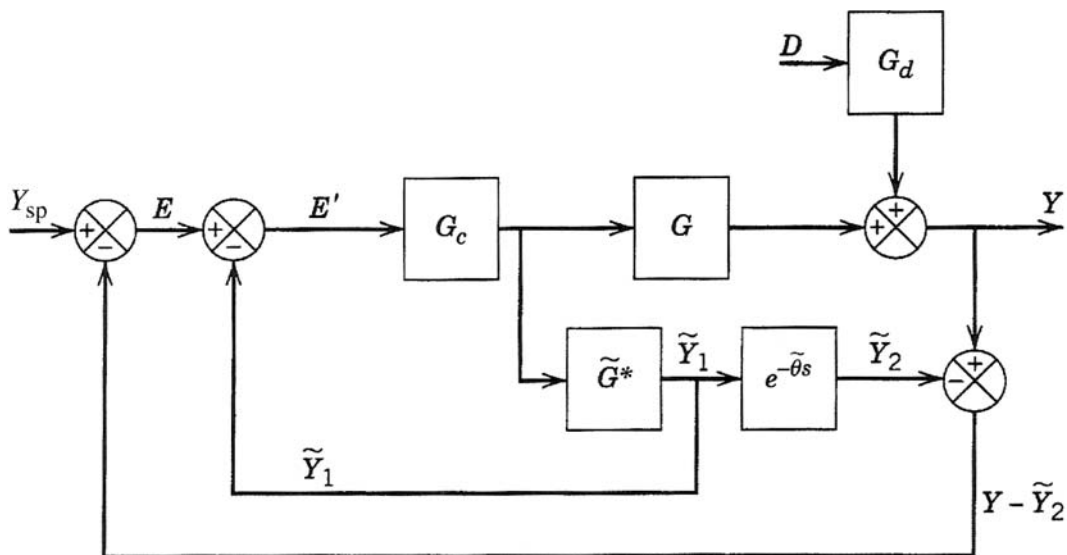 D
G_d
Y_sp
+
−
E
+
−
E'
G_c
G
+
+
Y
G̃*
Ỹ_1
e^{−θ̃s}
Ỹ_2
−
+
Ỹ_1
Y − Ỹ_2